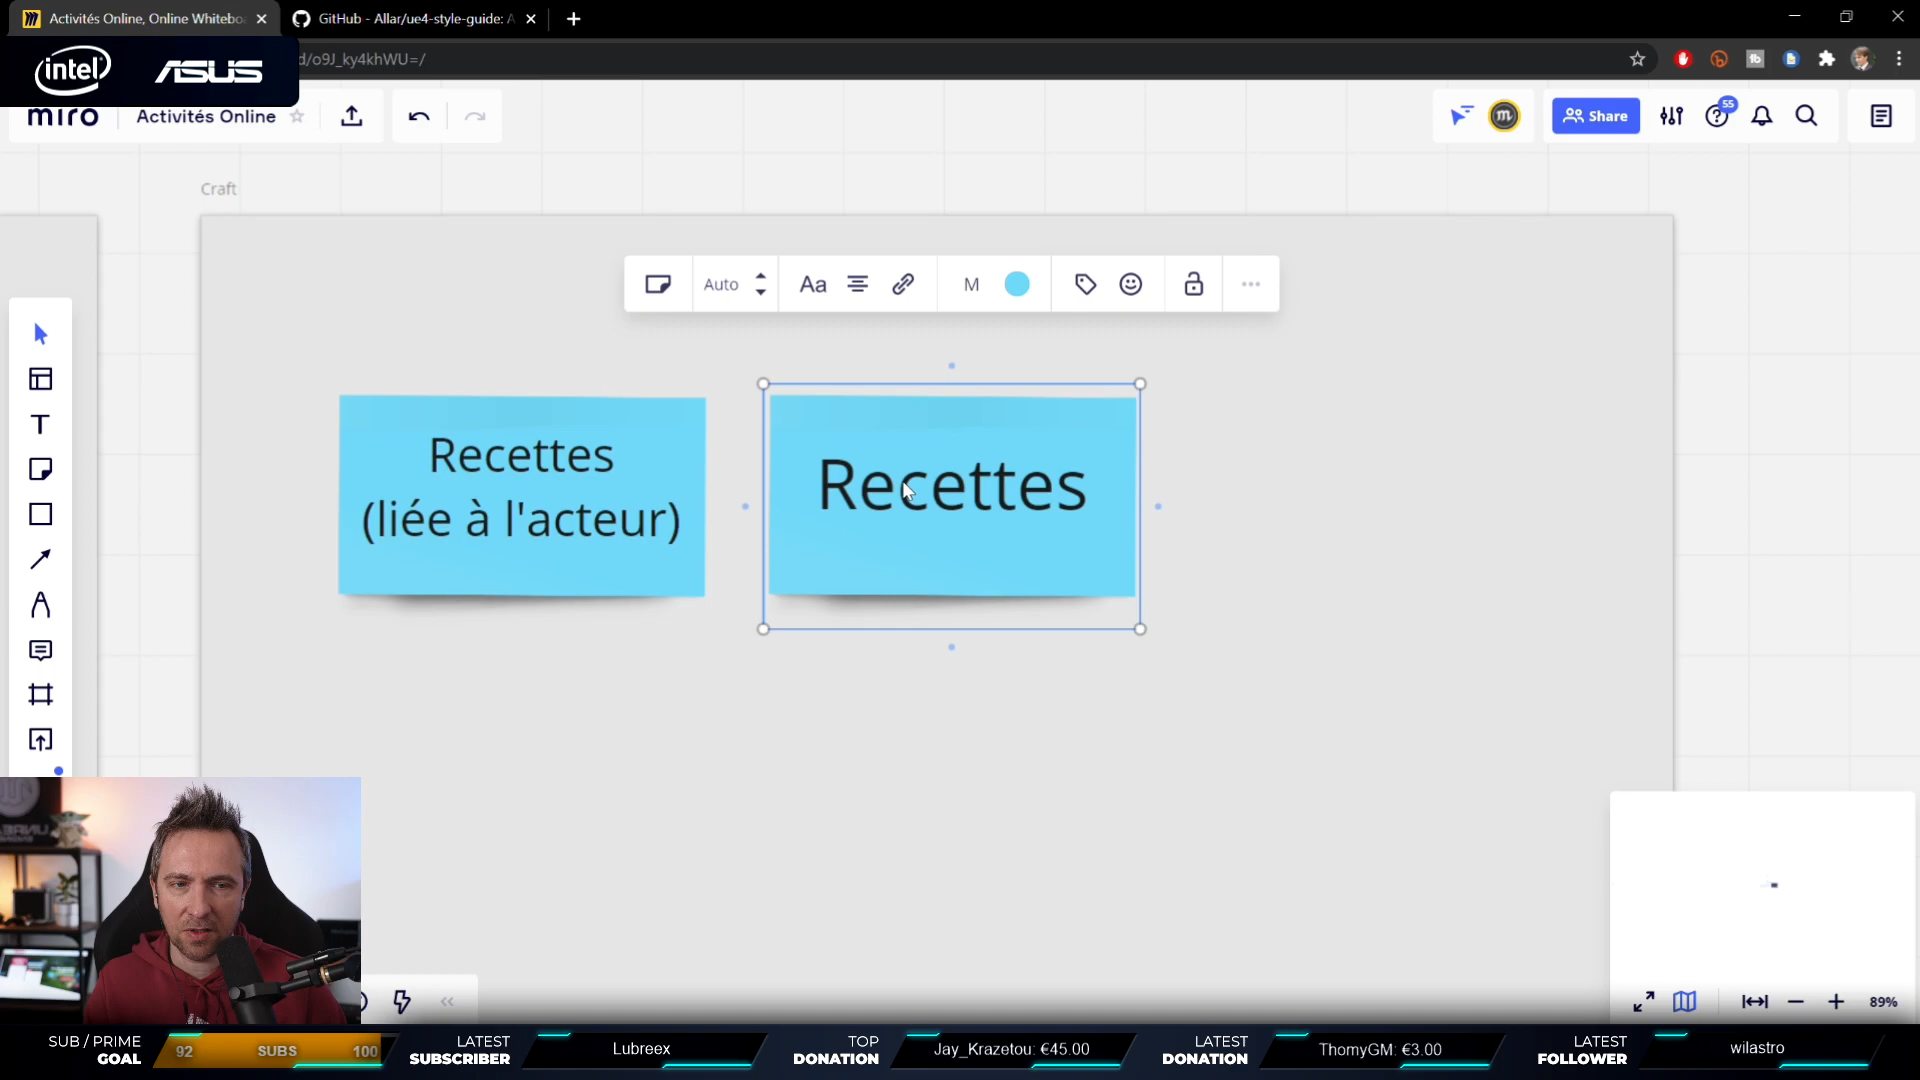 Activités Online, Online Whitebo
GitHub - Allar/ue4-style-guide: A
intel
ASUS
d/o9J_ky4khWU=/
miro
Activités Online
Share
55
Craft
Auto
Aa
M
Recettes
(liée à l'acteur)
Recettes
89%
SUB / PRIME
GOAL
92
SUBS
100
LATEST
SUBSCRIBER
Lubreex
TOP
DONATION
Jay_Krazetou: €45.00
LATEST
DONATION
ThomyGM: €3.00
LATEST
FOLLOWER
wilastro